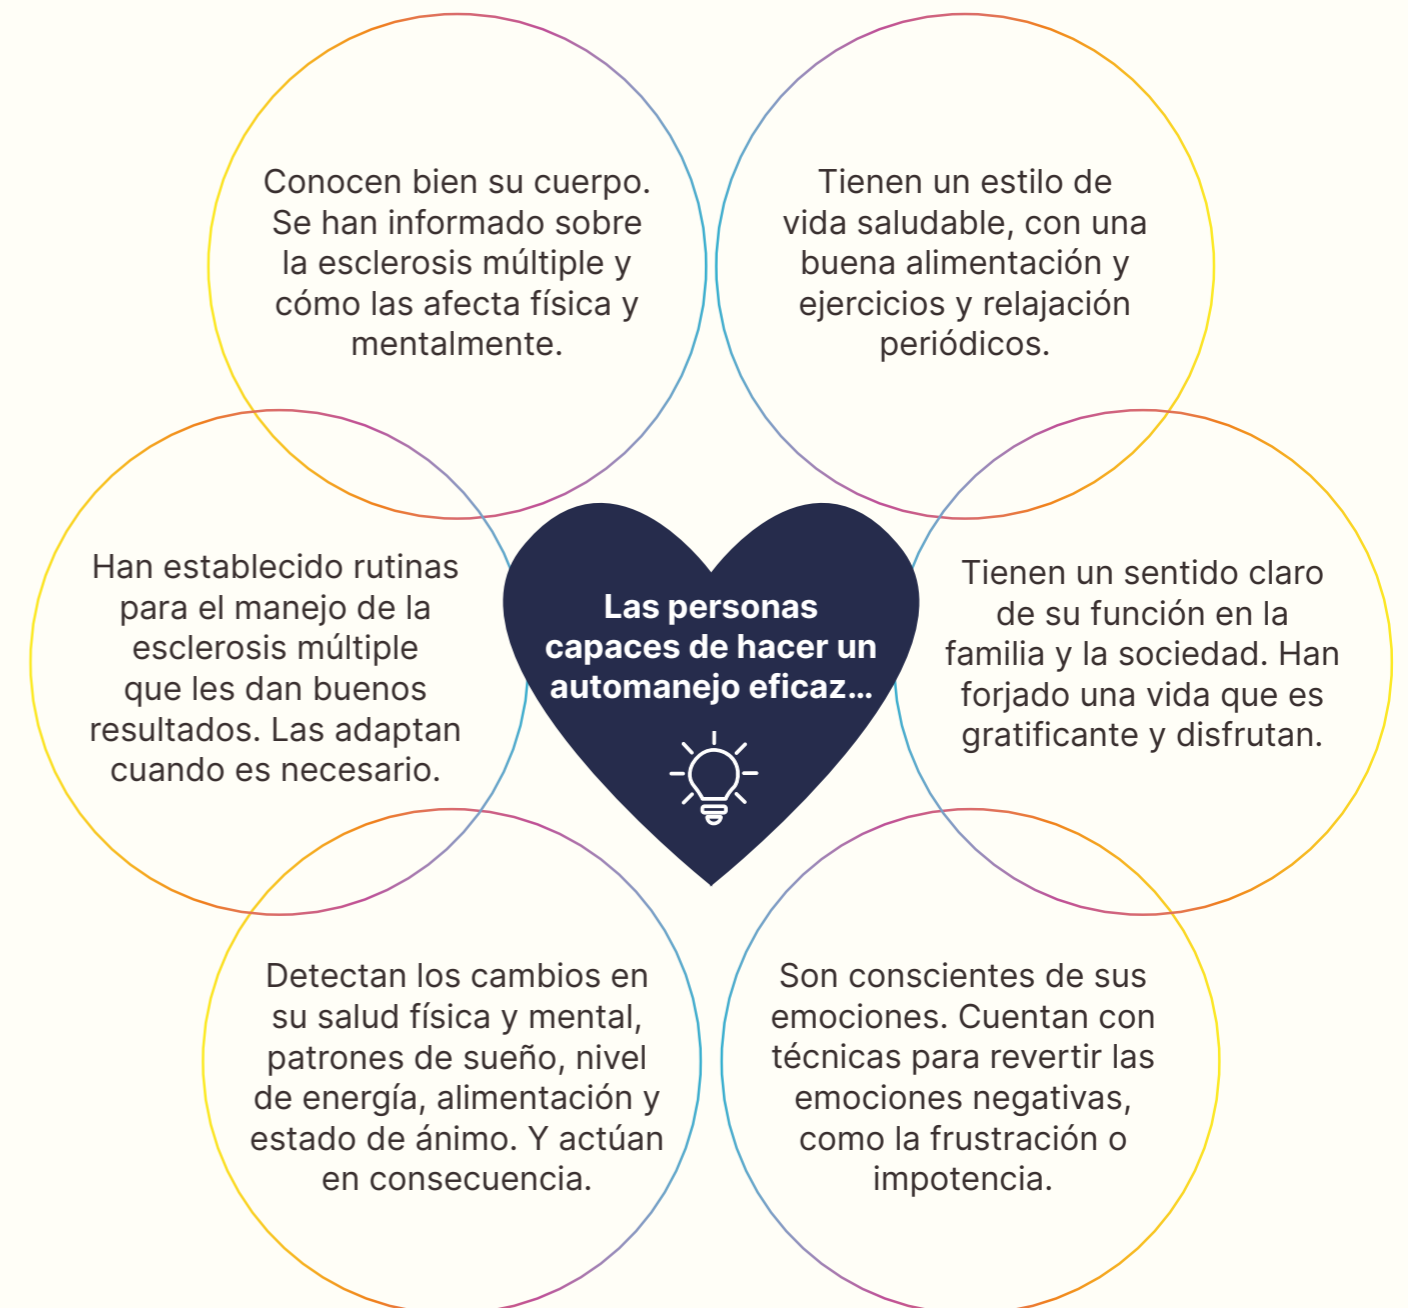 Conocen bien su cuerpo.
Se han informado sobre
la esclerosis múltiple y
cómo las afecta física y
mentalmente.
Tienen un estilo de
vida saludable, con una
buena alimentación y
ejercicios y relajación
periódicos.
Han establecido rutinas
para el manejo de la
esclerosis múltiple
que les dan buenos
resultados. Las adaptan
cuando es necesario.
Las personas
capaces de hacer un
automanejo eficaz...
Tienen un sentido claro
de su función en la
familia y la sociedad. Han
forjado una vida que es
gratificante y disfrutan.
Detectan los cambios en
su salud física y mental,
patrones de sueño, nivel
de energía, alimentación y
estado de ánimo. Y actúan
en consecuencia.
Son conscientes de sus
emociones. Cuentan con
técnicas para revertir las
emociones negativas,
como la frustración o
impotencia.